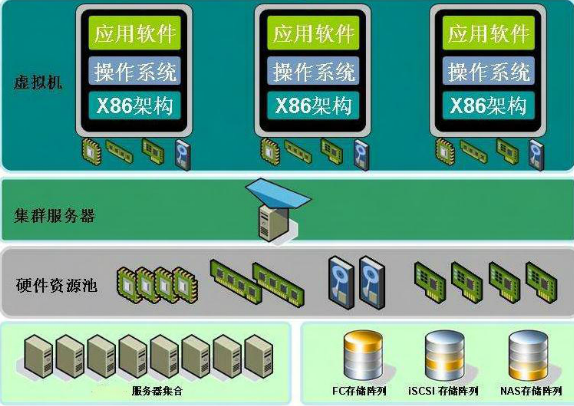 应用软件
应用软件
应用软件
虚拟机
操作系统
操作系统
操作系统
X86架构
X86架构
X86架构
集群服务器
硬件资源池
服务器集合
FC存储阵列
iSCSI 存储阵列
NAS存储阵列